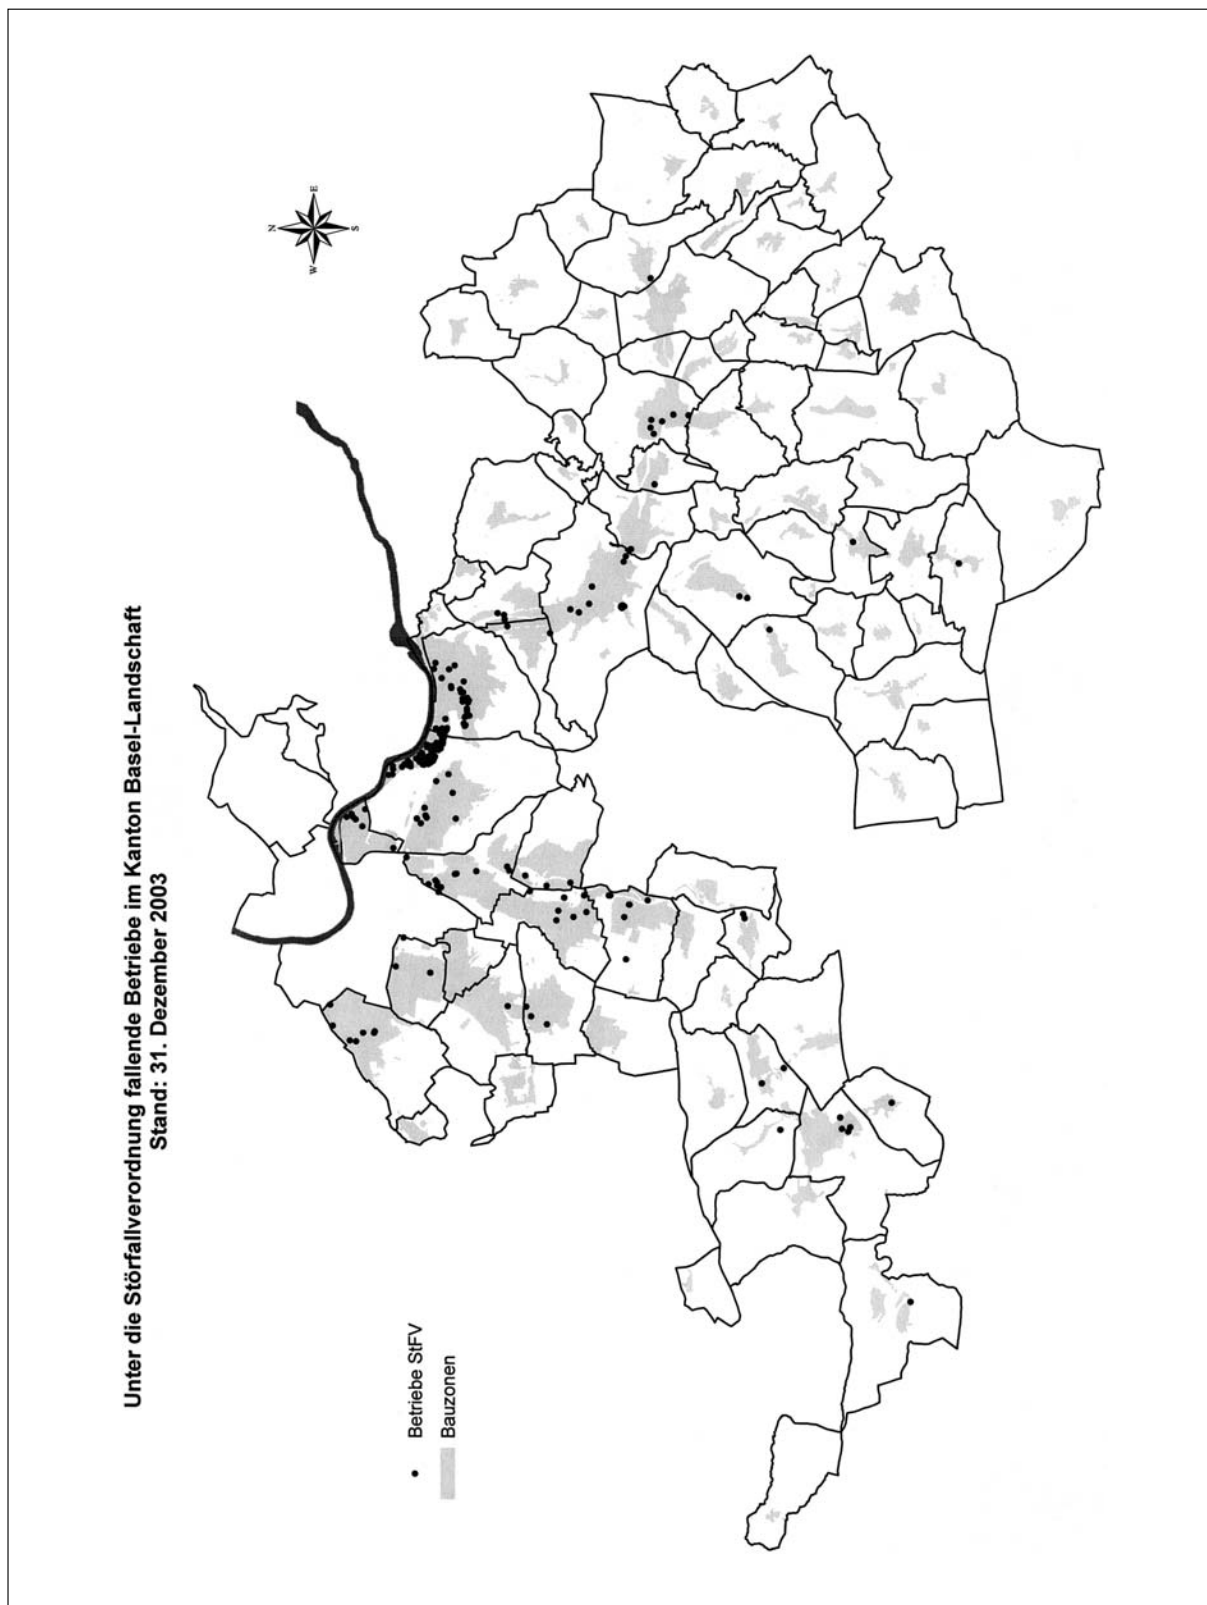 Unter die Störfallverordnung fallende Betriebe im Kanton Basel-Landschaft
Stand: 31. Dezember 2003
N
W
E
S
Betriebe StFV
Bauzonen